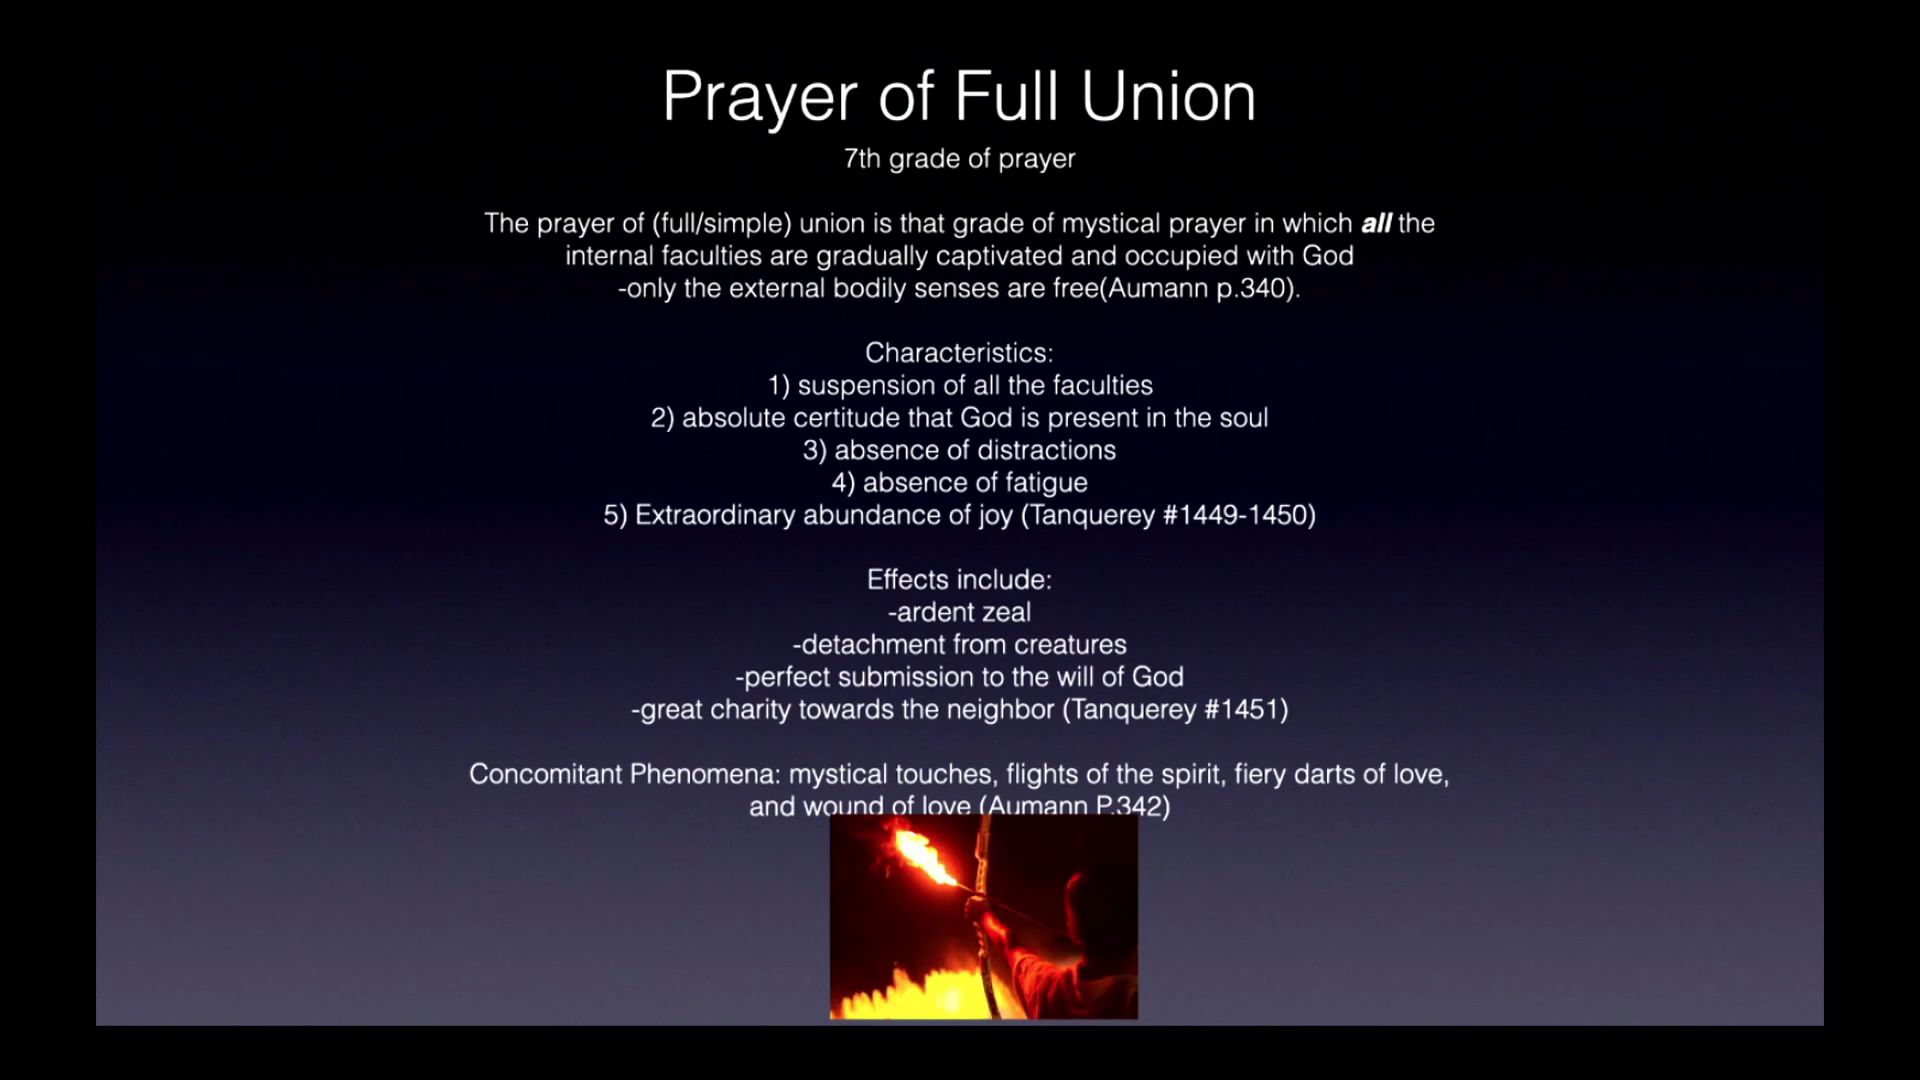 Prayer of Full Union
7th grade of prayer
The prayer of (full/simple) union is that grade of mystical prayer in which all the
internal faculties are gradually captivated and occupied with God
-only the external bodily senses are free(Aumann p.340).
Characteristics:
1) suspension of all the faculties
2) absolute certitude that God is present in the soul
3) absence of distractions
4) absence of fatigue
5) Extraordinary abundance of joy (Tanquerey #1449-1450)
Effects include:
-ardent zeal
-detachment from creatures
-perfect submission to the will of God
-great charity towards the neighbor (Tanquerey #1451)
Concomitant Phenomena: mystical touches, flights of the spirit, fiery darts of love,
and wound of love (Aumann P.342)